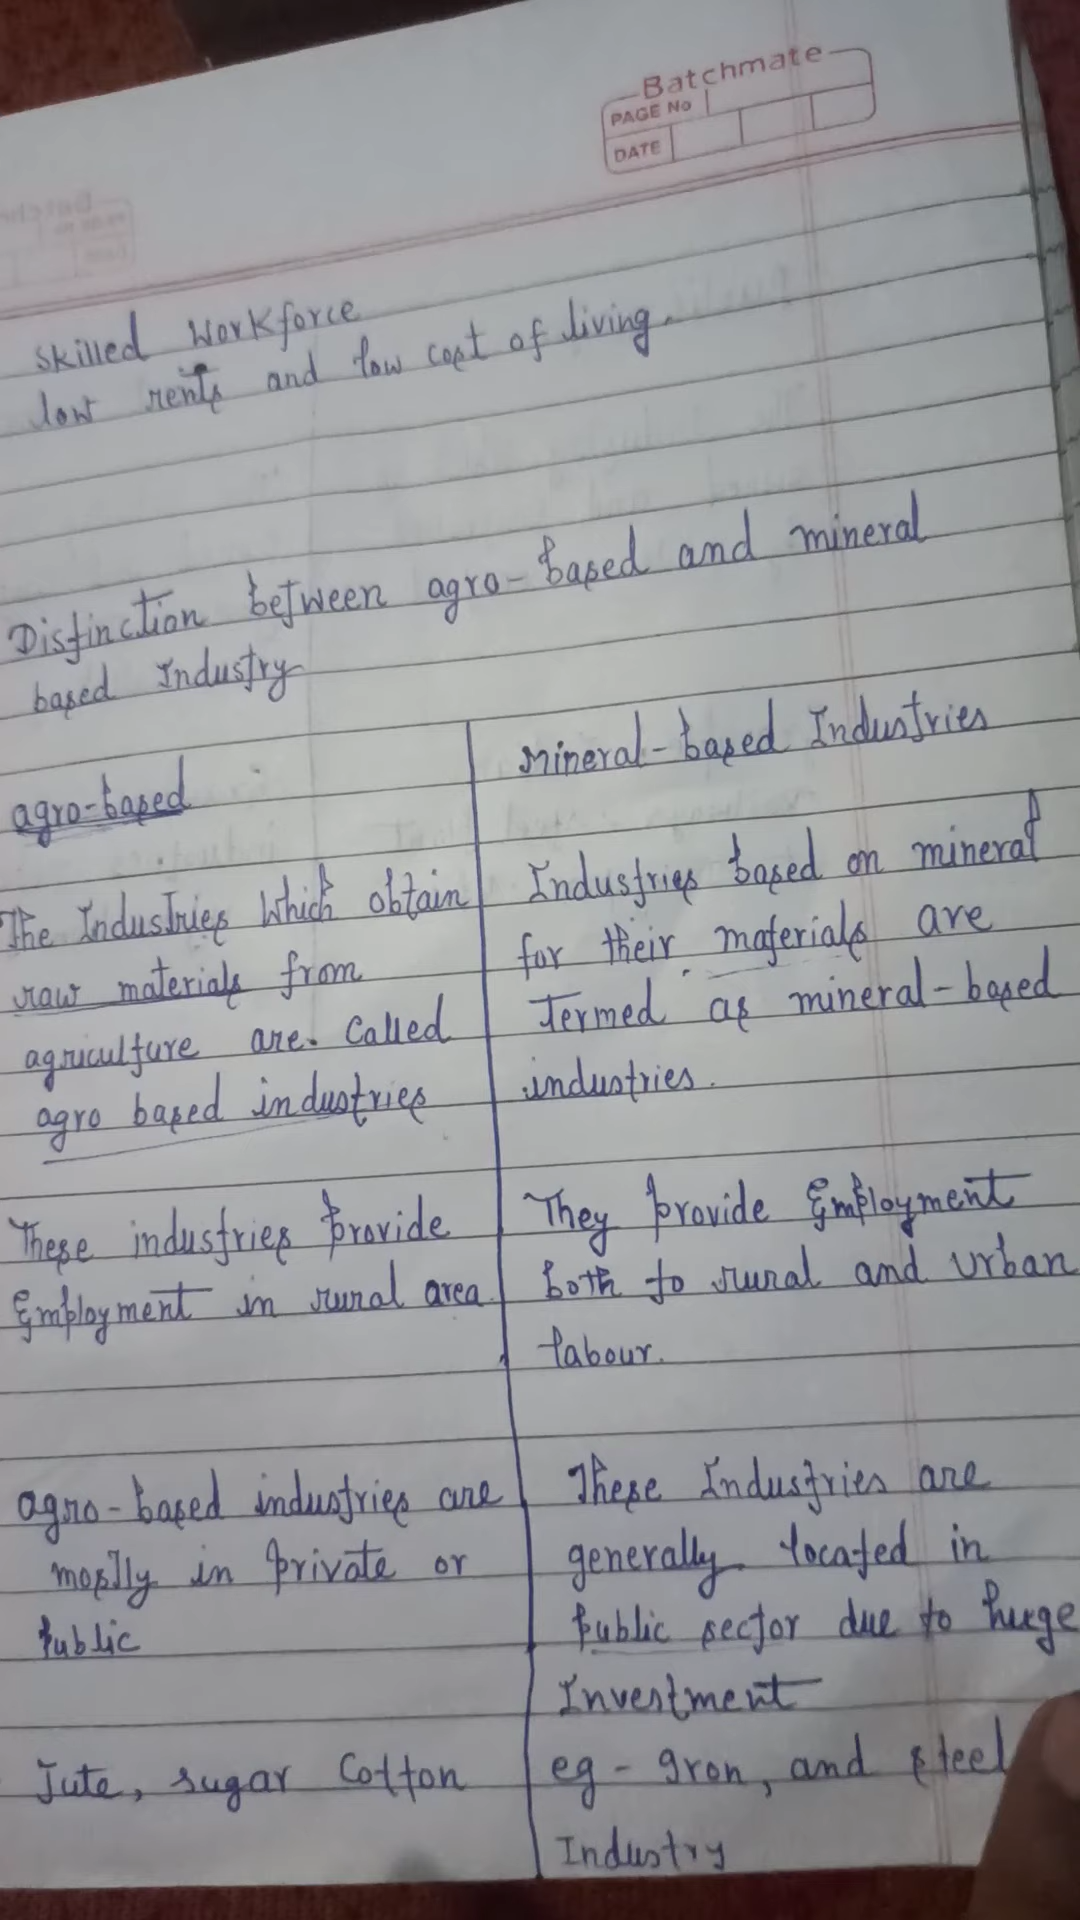 Batchmate
PAGE No
DATE
skilled workforce
low rents and low cost of living.
Distinction between agro-based and mineral
based Industry
agro-based
The Industries which obtain
raw materials from
agriculture are. Called
agro based industries
These industries provide
Employment in rural area.
agro-based industries are
mostly in private or
public
Jute, sugar Cotton
Mineral-based Industries
Industries based on mineral
for their materials are
Termed as mineral-based
industries.
They provide Employment
both to rural and urban
labour.
These Industries are
generally located in
public sector due to huge
Investment
eg - Iron, and steel
Industry